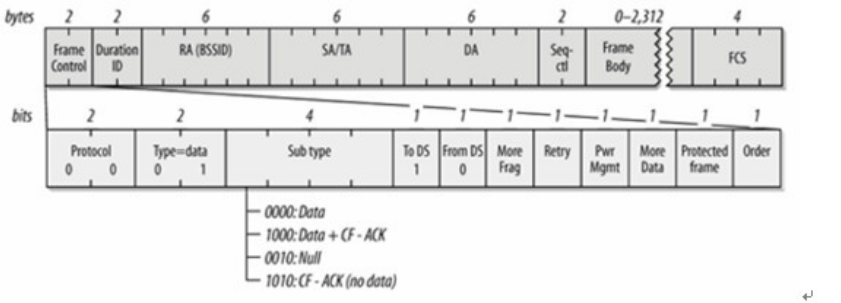 bytes 2 2 6 6 6 2 0–2,312 4
Frame Control Duration ID RA (BSSID) SA/TA DA Seq-ctl Frame Body FCS
bits 2 2 4 1 1 1 1 1 1 1 1
Protocol Type=data Sub type To DS From DS More Frag Retry Pwr Mgmt More Data Protected frame Order
0 0 0 1 1 0
0000: Data
1000: Data + CF - ACK
0010: Null
1010: CF - ACK (no data)
↵